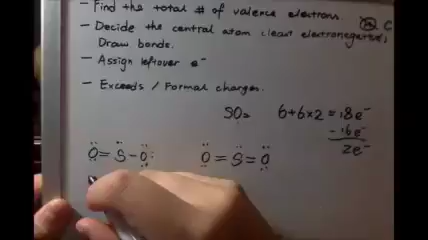 - Find the total # of valence electrons
- Decide the central atom (least electronegative), C
Draw bonds.
- Assign leftover e⁻
- Exceeds / Formal charges.
SO₂ 6+6×2 = 18e⁻
- 16e⁻
2e⁻
O = S - O O = S = O